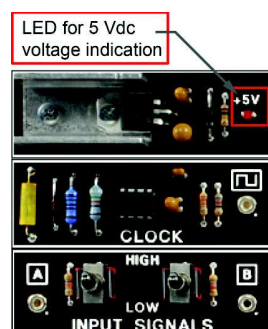 LED for 5 Vdc
voltage indication
+5V
CLOCK
HIGH
A
B
LOW
INPUT SIGNALS